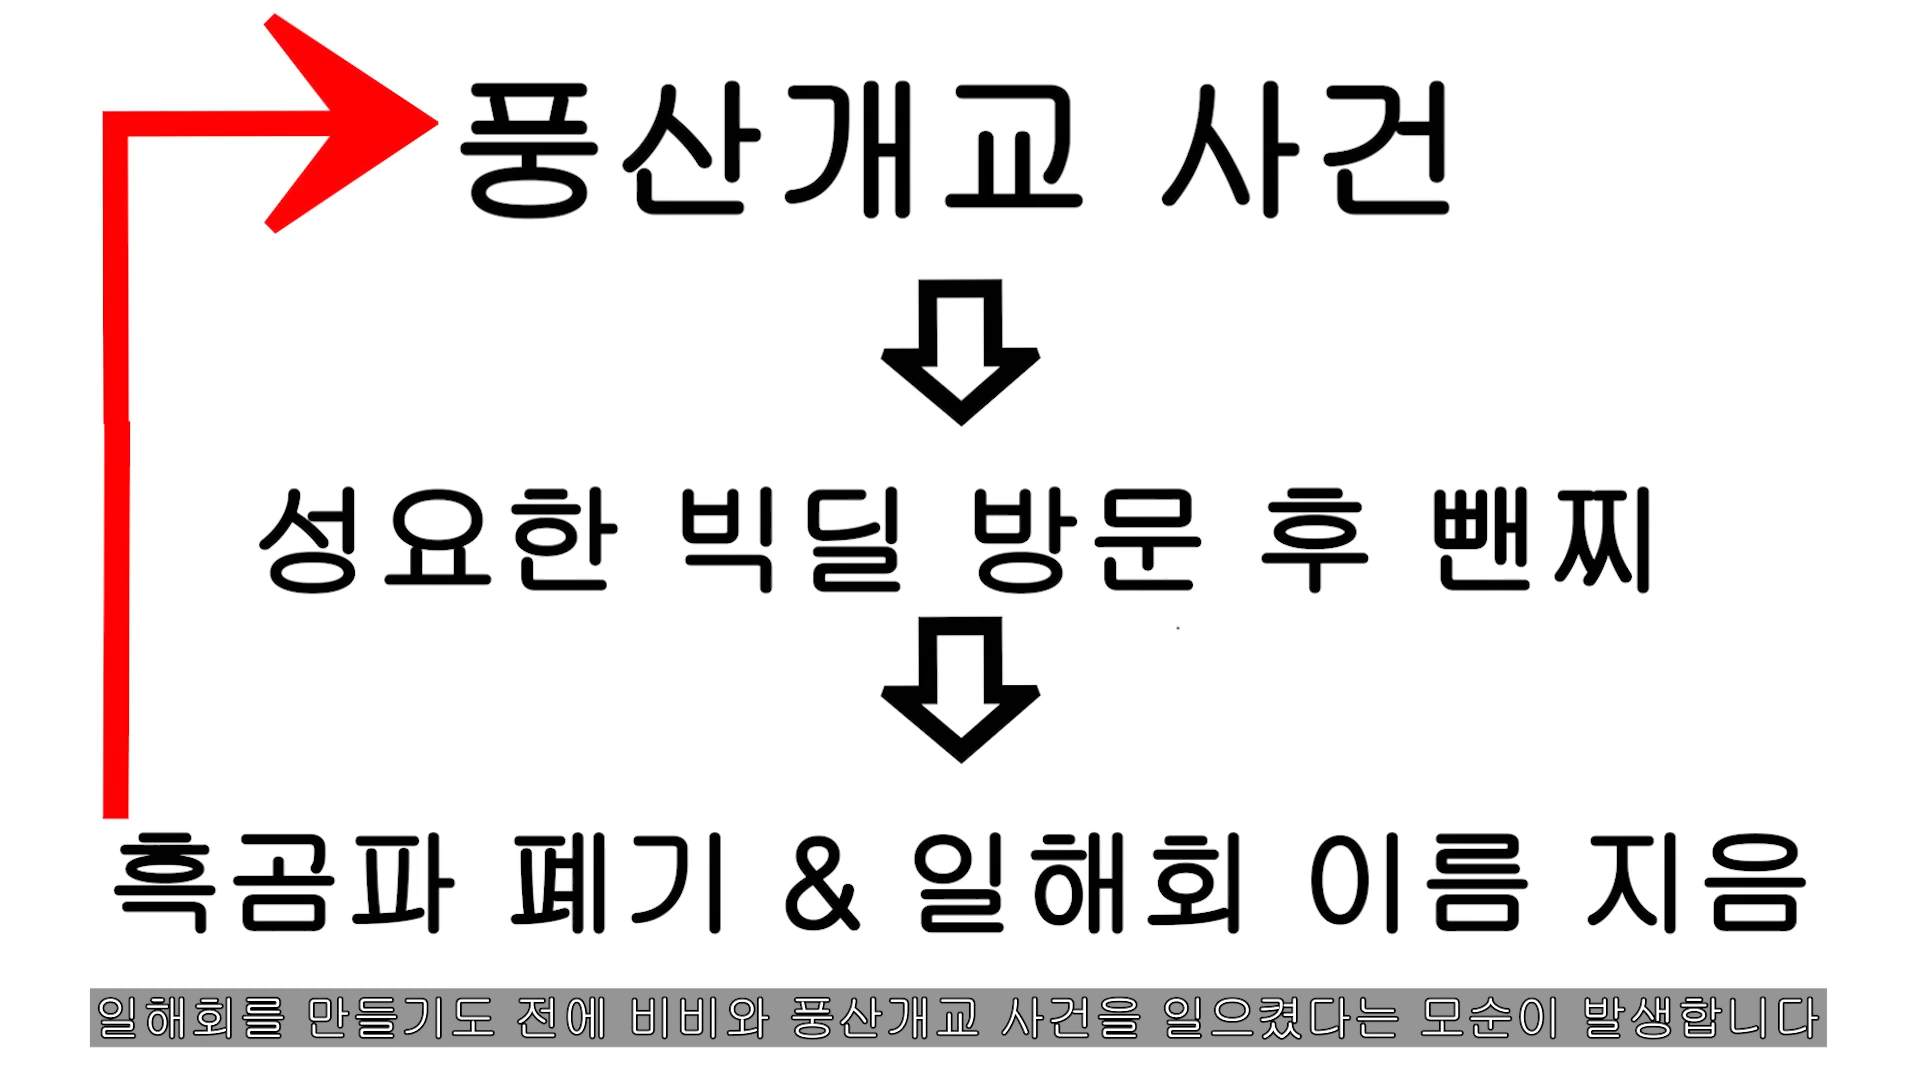 풍산개교 사건
성요한 빅딜 방문 후 뺀찌
흑곰파 폐기 & 일해회 이름 지음
일해회를 만들기도 전에 비비와 풍산개교 사건을 일으켰다는 모순이 발생합니다